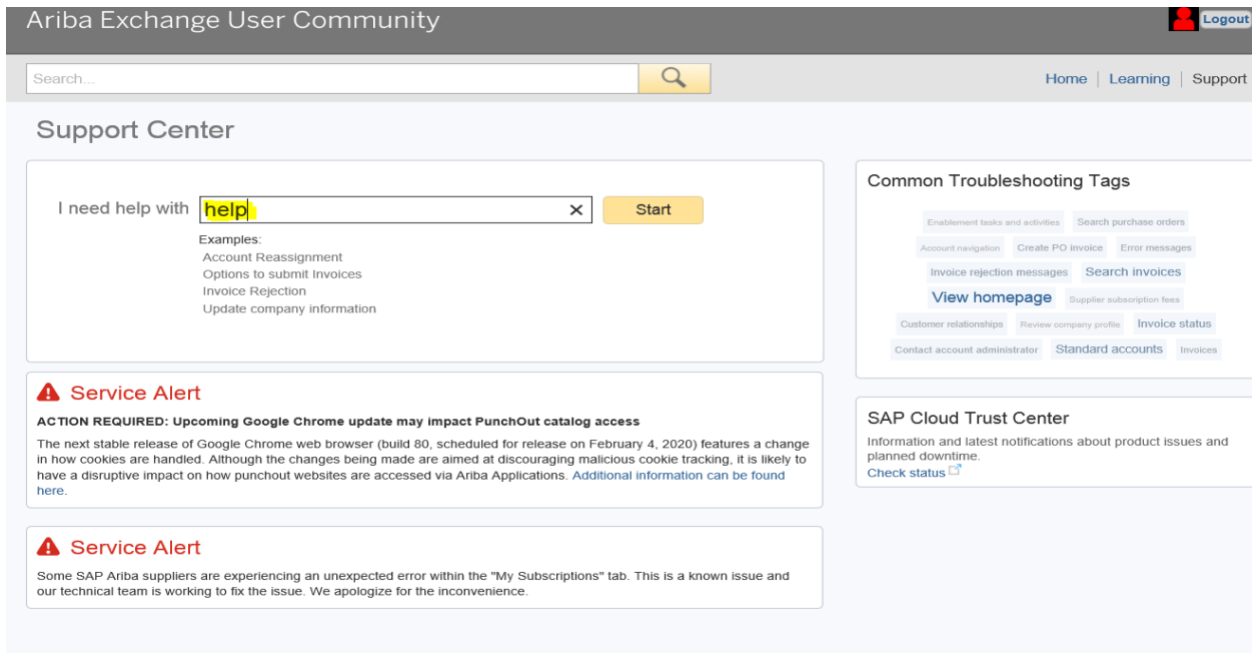 Ariba Exchange User Community
Logout
Search...
Home | Learning | Support
Support Center
I need help with help × Start
Examples:
Account Reassignment
Options to submit Invoices
Invoice Rejection
Update company information
Service Alert
ACTION REQUIRED: Upcoming Google Chrome update may impact PunchOut catalog access
The next stable release of Google Chrome web browser (build 80, scheduled for release on February 4, 2020) features a change
in how cookies are handled. Although the changes being made are aimed at discouraging malicious cookie tracking, it is likely to
have a disruptive impact on how punchout websites are accessed via Ariba Applications. Additional information can be found
here.
Service Alert
Some SAP Ariba suppliers are experiencing an unexpected error within the "My Subscriptions" tab. This is a known issue and
our technical team is working to fix the issue. We apologize for the inconvenience.
Common Troubleshooting Tags
Enablement tasks and activities Search purchase orders
Account navigation Create PO invoice Error messages
Invoice rejection messages Search invoices
View homepage Supplier subscription fees
Customer relationships Review company profile Invoice status
Contact account administrator Standard accounts Invoices
SAP Cloud Trust Center
Information and latest notifications about product issues and
planned downtime.
Check status